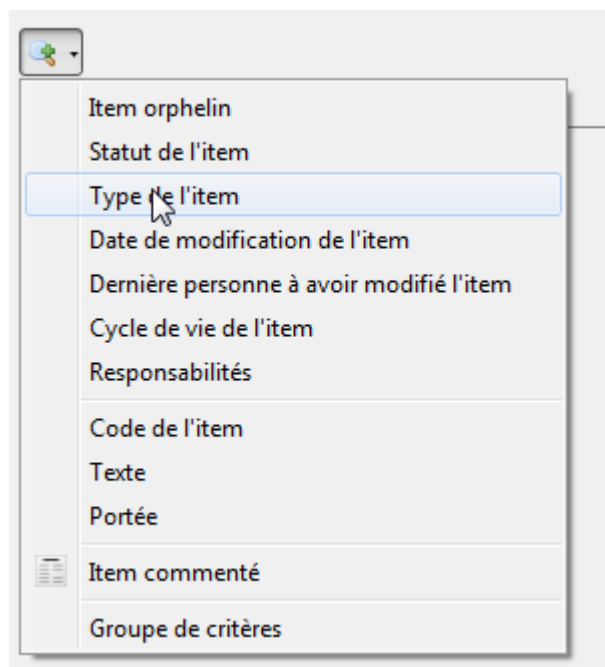 Item orphelin
Statut de l'item
Type de l'item
Date de modification de l'item
Dernière personne à avoir modifié l'item
Cycle de vie de l'item
Responsabilités
Code de l'item
Texte
Portée
Item commenté
Groupe de critères